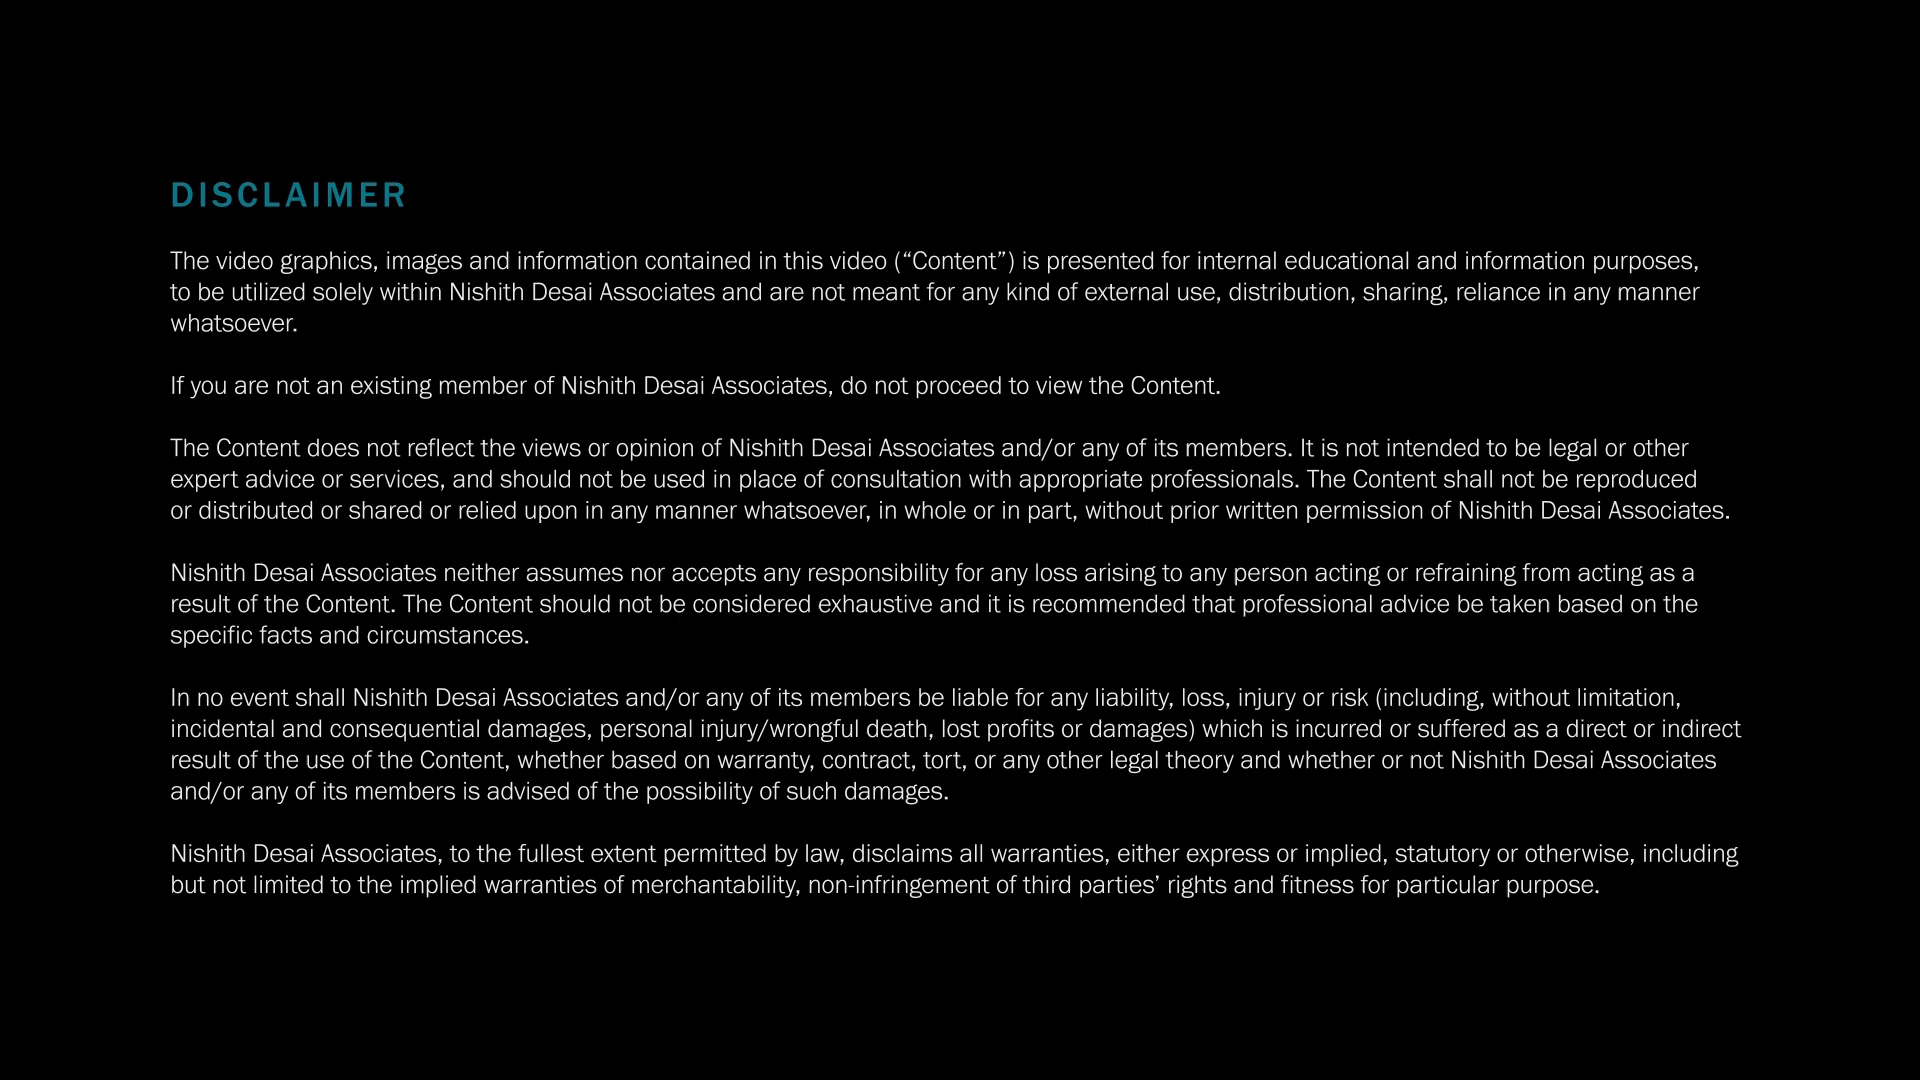 DISCLAIMER
The video graphics, images and information contained in this video (“Content”) is presented for internal educational and information purposes,
to be utilized solely within Nishith Desai Associates and are not meant for any kind of external use, distribution, sharing, reliance in any manner
whatsoever.
If you are not an existing member of Nishith Desai Associates, do not proceed to view the Content.
The Content does not reflect the views or opinion of Nishith Desai Associates and/or any of its members. It is not intended to be legal or other
expert advice or services, and should not be used in place of consultation with appropriate professionals. The Content shall not be reproduced
or distributed or shared or relied upon in any manner whatsoever, in whole or in part, without prior written permission of Nishith Desai Associates.
Nishith Desai Associates neither assumes nor accepts any responsibility for any loss arising to any person acting or refraining from acting as a
result of the Content. The Content should not be considered exhaustive and it is recommended that professional advice be taken based on the
specific facts and circumstances.
In no event shall Nishith Desai Associates and/or any of its members be liable for any liability, loss, injury or risk (including, without limitation,
incidental and consequential damages, personal injury/wrongful death, lost profits or damages) which is incurred or suffered as a direct or indirect
result of the use of the Content, whether based on warranty, contract, tort, or any other legal theory and whether or not Nishith Desai Associates
and/or any of its members is advised of the possibility of such damages.
Nishith Desai Associates, to the fullest extent permitted by law, disclaims all warranties, either express or implied, statutory or otherwise, including
but not limited to the implied warranties of merchantability, non-infringement of third parties’ rights and fitness for particular purpose.